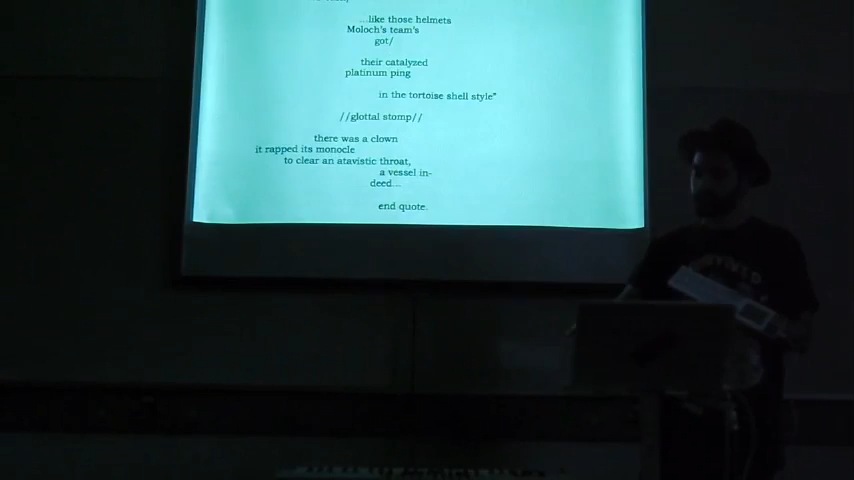 ...like those helmets
Moloch's team's
got/
their catalyzed
platinum ping
in the tortoise shell style"
//glottal stomp//
there was a clown
it rapped its monocle
to clear an atavistic throat,
a vessel in-
deed...
end quote.